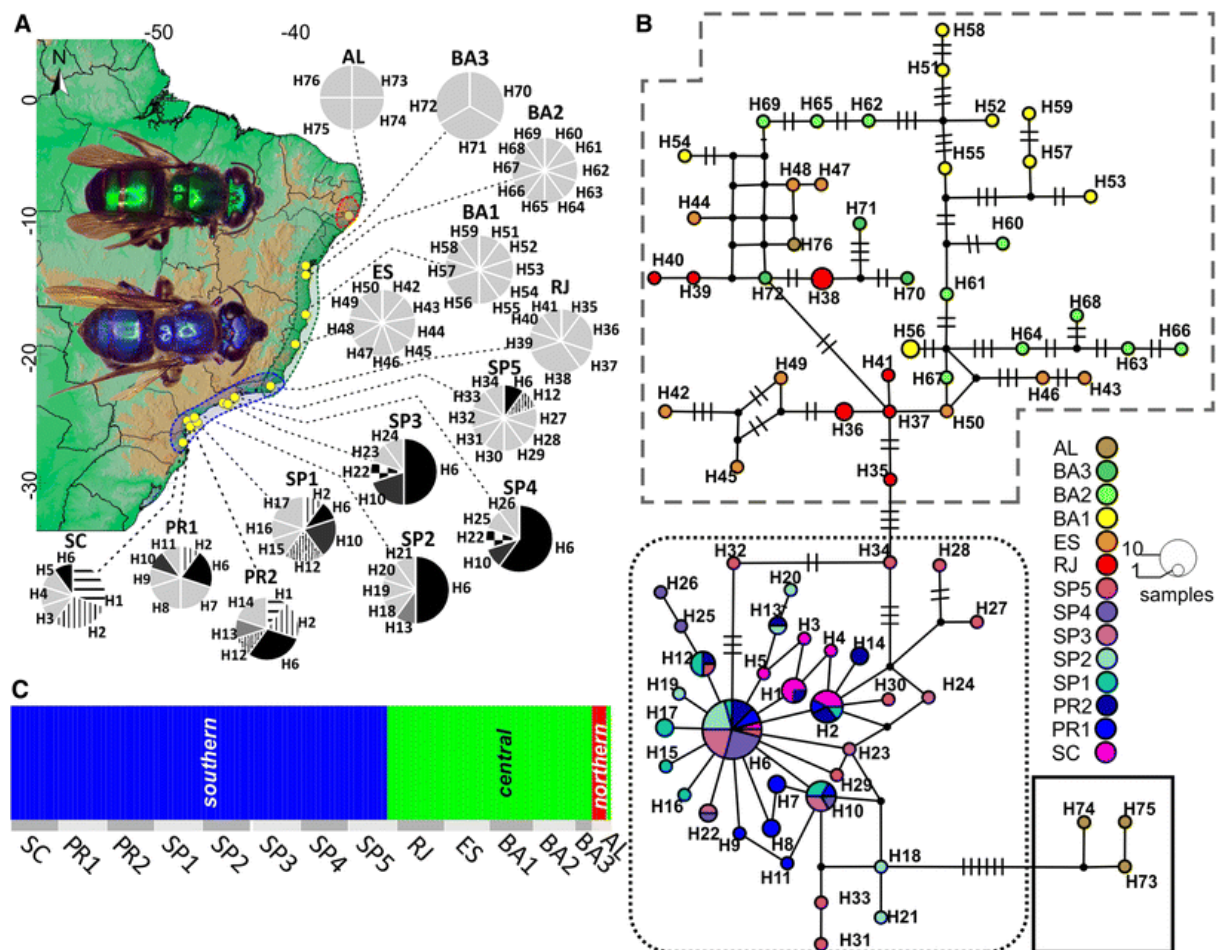 A
-50
-40
N
0
-10
-20
-30
AL
H76
H73
H75
H74
BA3
H70
H72
H71
BA2
H69
H60
H68
H61
H67
H62
H66
H63
H65
H64
BA1
H59
H51
H58
H52
H57
H53
H56
H54
H55
ES
H50
H42
H49
H43
H48
H44
H47
H45
H46
RJ
H41
H35
H40
H36
H39
H37
H38
SP5
H34
H6
H33
H12
H32
H27
H31
H28
H30
H29
SP3
H24
H23
H22
H6
H10
SP4
H26
H25
H22
H6
H10
SP1
H17
H2
H6
H16
H10
H15
H12
SP2
H21
H20
H19
H6
H18
H13
SC
H6
H5
H4
H1
H3
H2
PR1
H11
H2
H10
H6
H9
H8
H7
PR2
H14
H1
H2
H13
H12
H6
B
H58
H51
H69
H65
H62
H52
H59
H54
H55
H57
H53
H48
H47
H44
H71
H60
H76
H40
H39
H72
H38
H70
H61
H68
H56
H64
H63
H66
H49
H41
H67
H46
H43
H42
H36
H37
H50
H45
H35
H32
H34
H28
H26
H20
H25
H13
H3
H27
H4
H14
H12
H5
H1
H30
H24
H19
H2
H17
H6
H23
H15
H29
H16
H7
H10
H22
H9
H8
H11
H18
H33
H21
H31
H74
H75
H73
AL
BA3
BA2
BA1
ES
RJ
SP5
SP4
SP3
SP2
SP1
PR2
PR1
SC
10
1
samples
C
southern
central
northern
SC
PR1
PR2
SP1
SP2
SP3
SP4
SP5
RJ
ES
BA1
BA2
BA3
AL